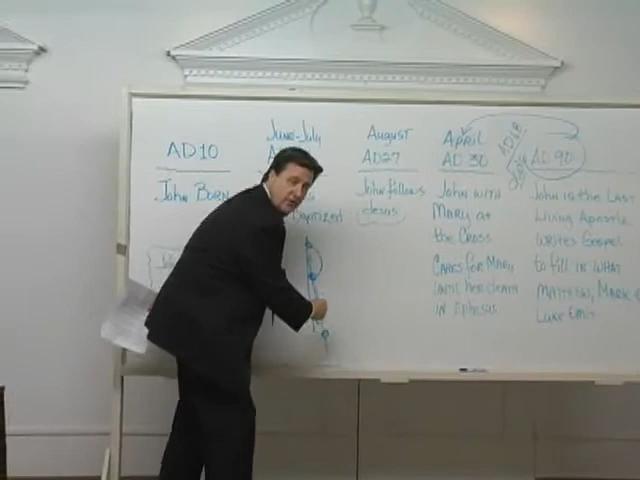 AD10
John Born
June-July
Baptized
August
AD27
John follows
Jesus
April
AD 30
John with
Mary at
the Cross
Cares for Mary
until her death
in Ephesus
AD 90
John is the Last
Living Apostle
Writes Gospel
to fill in what
Matthew, Mark &
Luke Omit